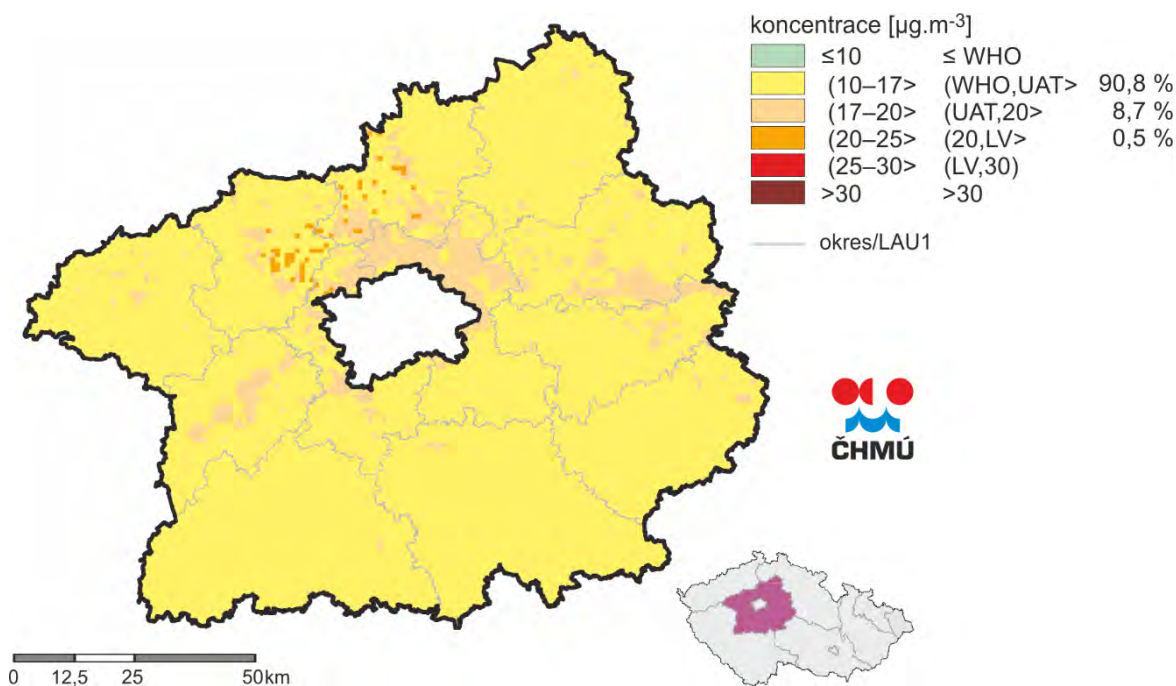 koncentrace [µg.m-3]
≤10 ≤ WHO
(10–17> (WHO,UAT> 90,8 %
(17–20> (UAT,20> 8,7 %
(20–25> (20,LV> 0,5 %
(25–30> (LV,30)
>30 >30
okres/LAU1
ČHMÚ
0 12,5 25 50km